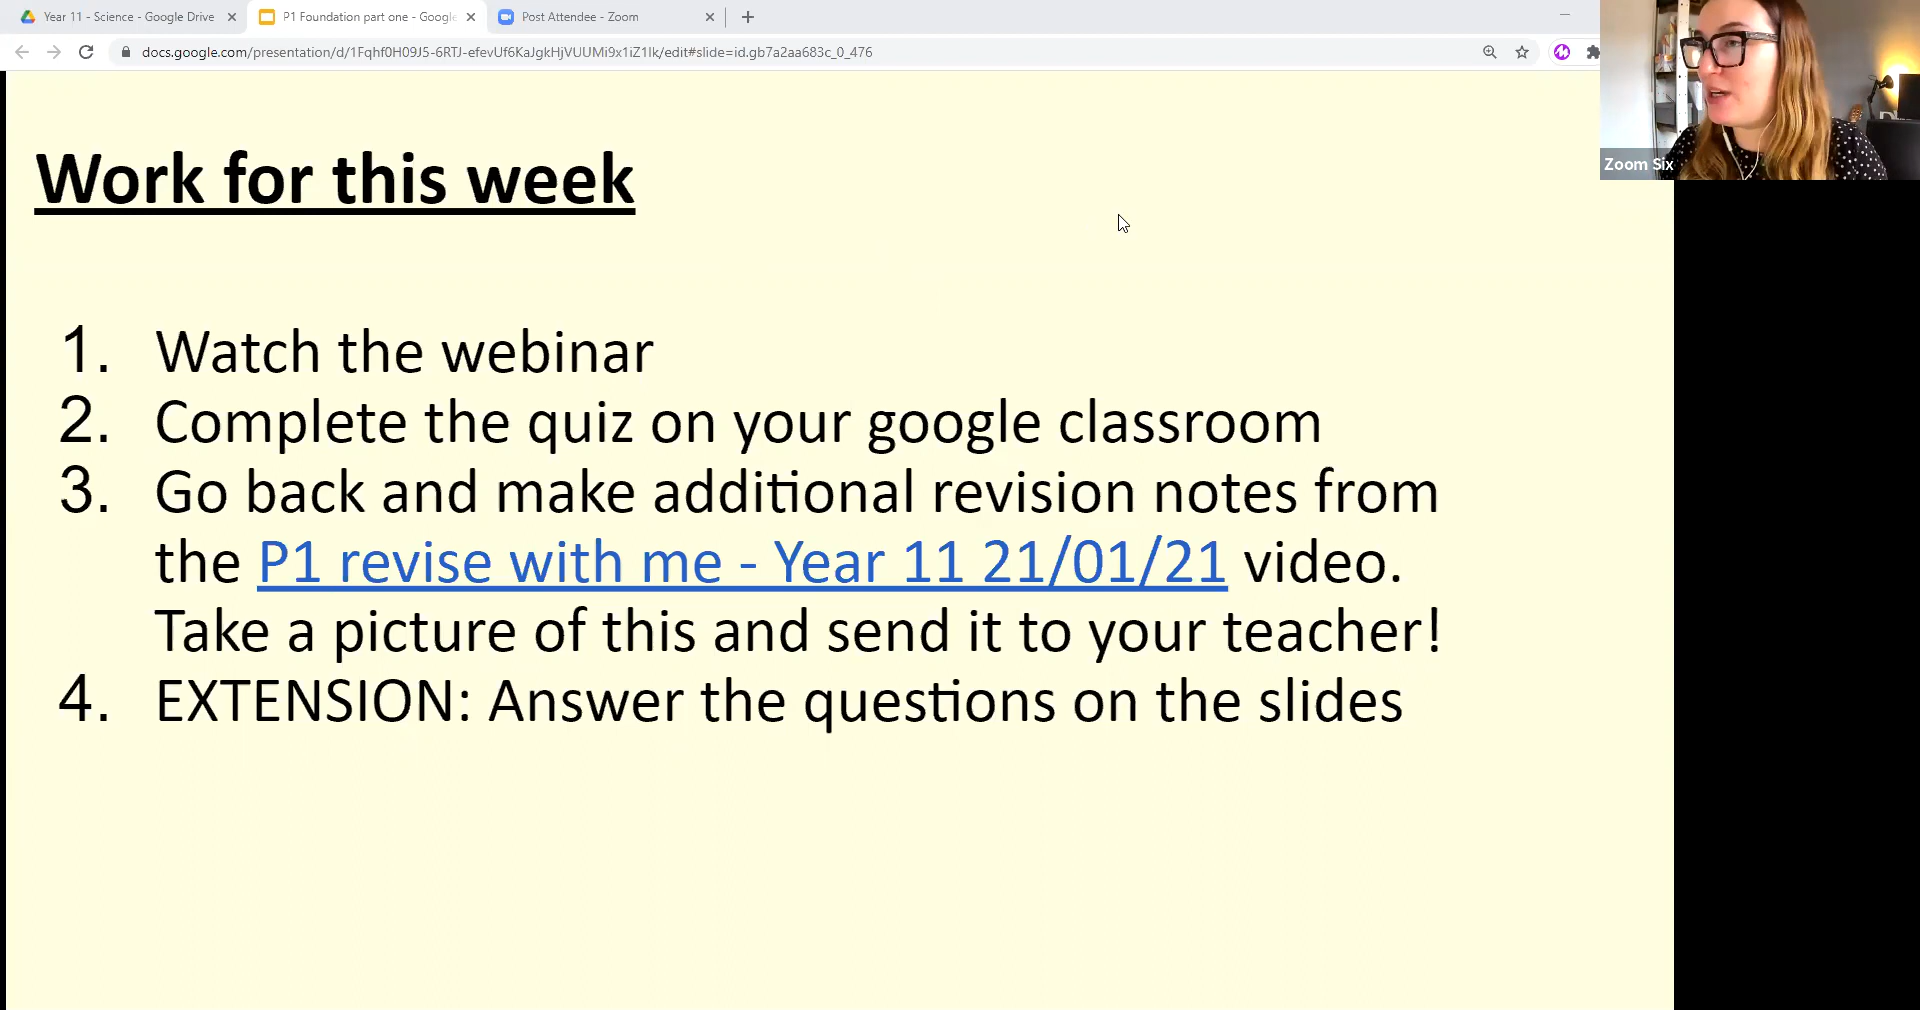 Year 11 - Science - Google Drive
P1 Foundation part one - Google
Post Attendee - Zoom
docs.google.com/presentation/d/1Fqhf0H09J5-6RTJ-efevUf6KaJgkHjVUUMi9x1iZ1lk/edit#slide=id.gb7a2aa683c_0_476
Zoom Six
Work for this week
1. Watch the webinar
2. Complete the quiz on your google classroom
3. Go back and make additional revision notes from
the P1 revise with me - Year 11 21/01/21 video.
Take a picture of this and send it to your teacher!
4. EXTENSION: Answer the questions on the slides